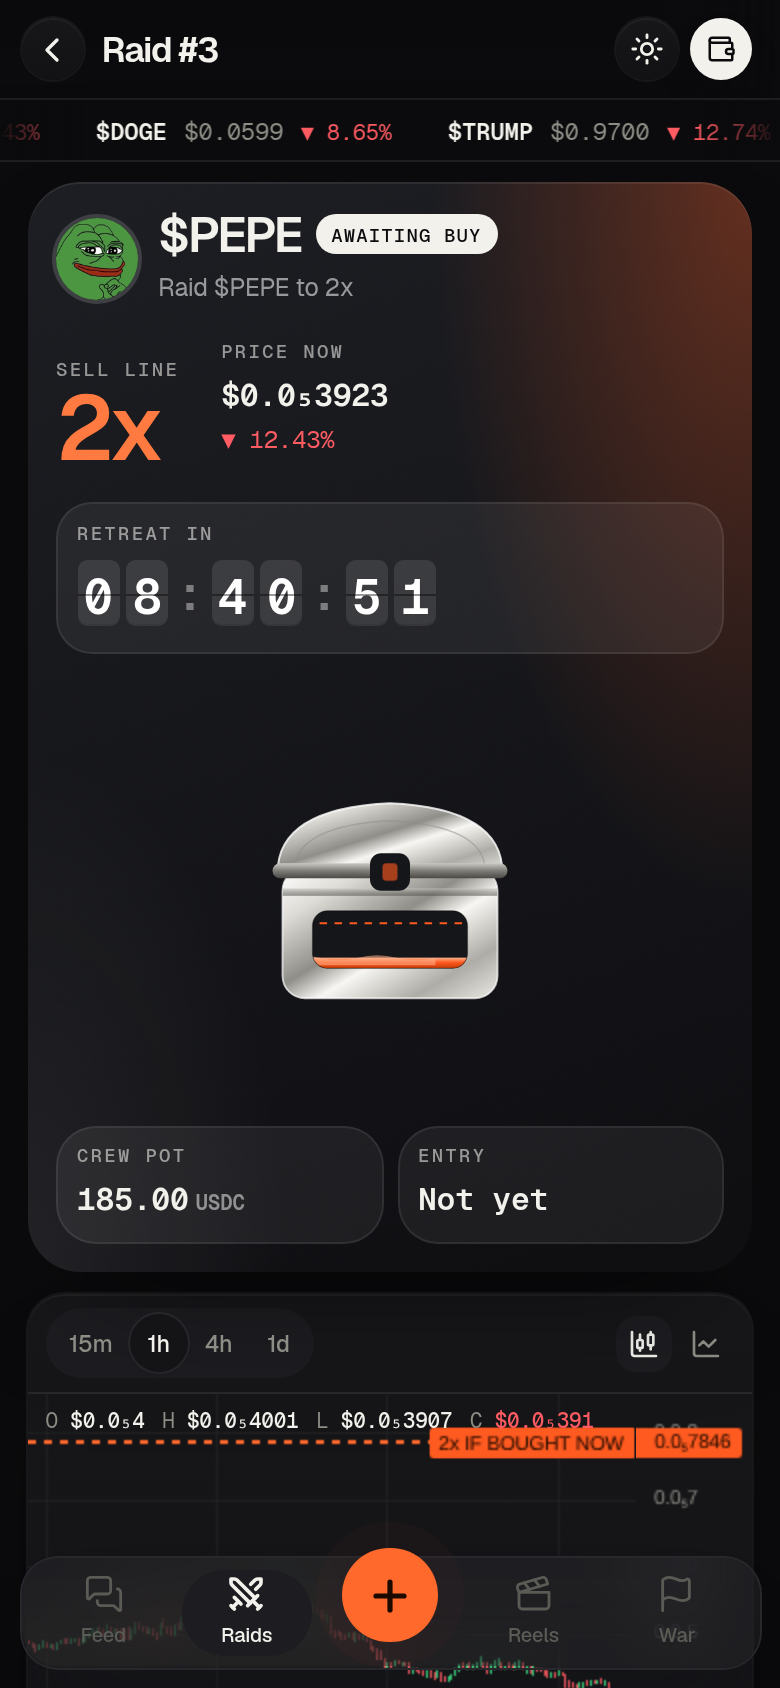 Raid #3
43% $DOGE $0.0599 ▼ 8.65% $TRUMP $0.9700 ▼ 12.74%
$PEPE AWAITING BUY
Raid $PEPE to 2x
SELL LINE
2x
PRICE NOW
$0.0₅3923
▼ 12.43%
RETREAT IN
08:40:51
CREW POT
185.00 USDC
ENTRY
Not yet
15m 1h 4h 1d
O $0.0₅4 H $0.0₅4001 L $0.0₅3907 C $0.0₅391
2x IF BOUGHT NOW 0.0₅7846
0.0₅7
Feed Raids Reels War